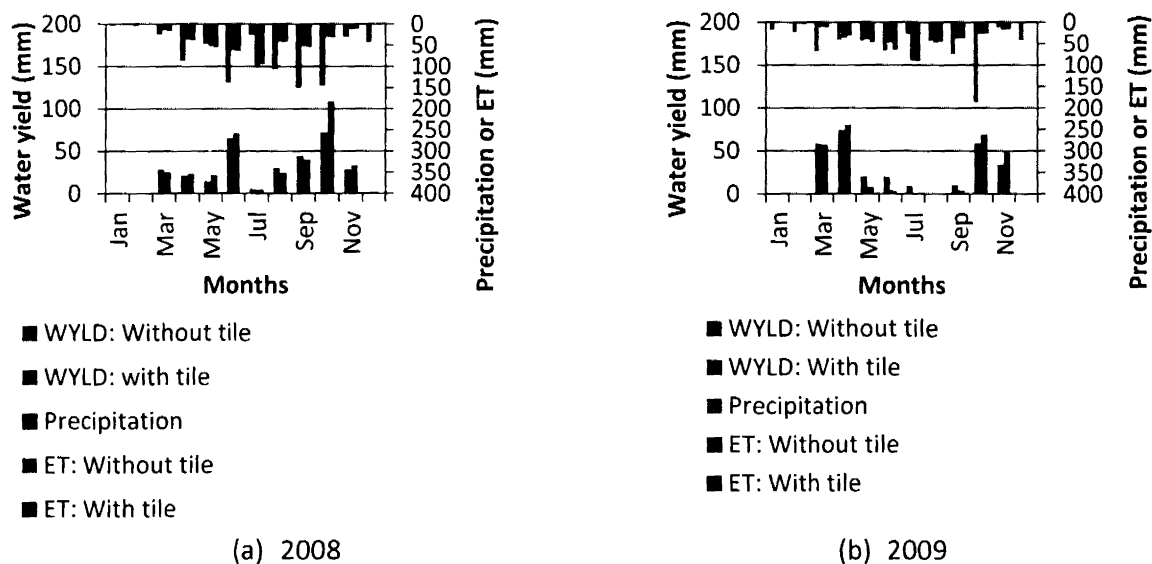 200
150
100
50
0
Water yield (mm)
0
50
100
150
200
250
300
350
400
Precipitation or ET (mm)
Jan
Mar
May
Jul
Sep
Nov
Months
■ WYLD: Without tile
■ WYLD: with tile
■ Precipitation
■ ET: Without tile
■ ET: With tile
(a) 2008
200
150
100
50
0
Water yield (mm)
0
50
100
150
200
250
300
350
400
Precipitation or ET (mm)
Jan
Mar
May
Jul
Sep
Nov
Months
■ WYLD: Without tile
■ WYLD: With tile
■ Precipitation
■ ET: Without tile
■ ET: With tile
(b) 2009